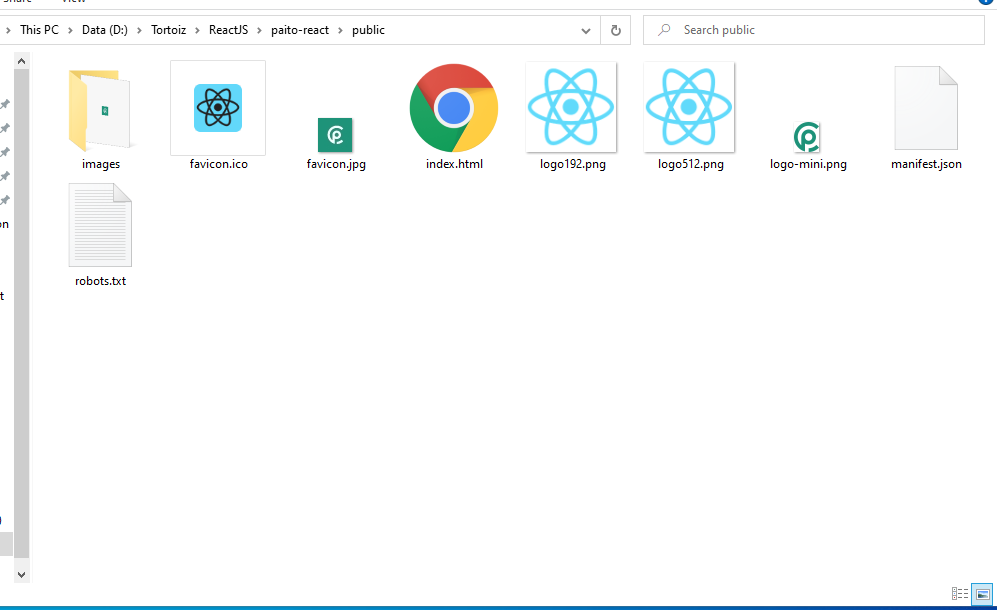 View
This PC > Data (D:) > Tortoiz > ReactJS > paito-react > public
Search public
images
favicon.ico
favicon.jpg
index.html
logo192.png
logo512.png
logo-mini.png
manifest.json
robots.txt